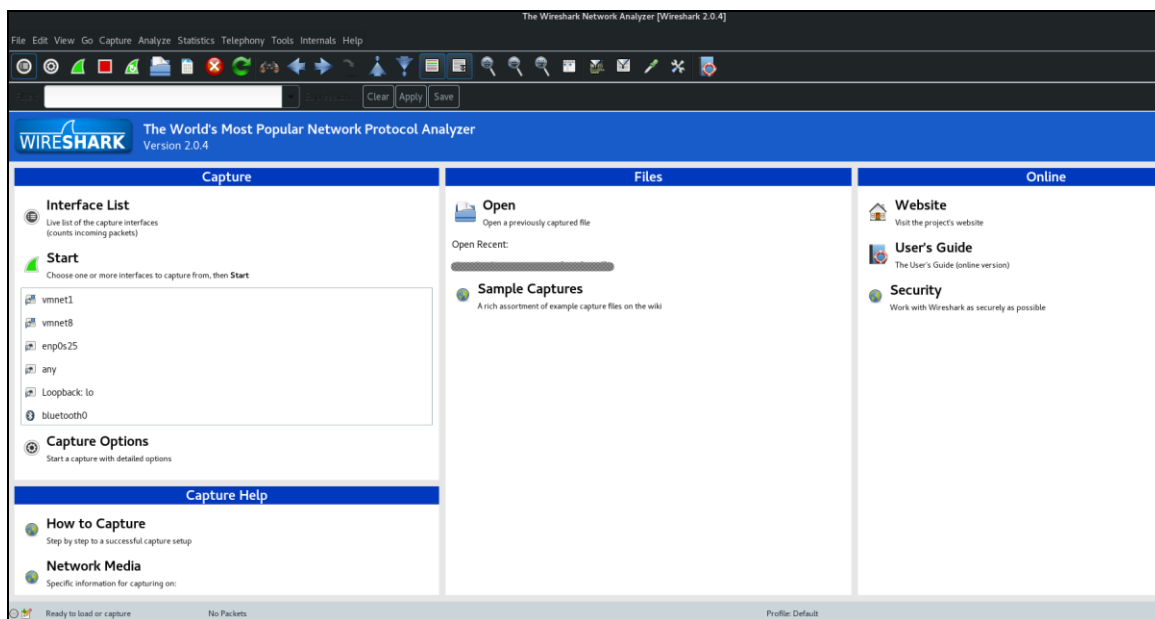 The Wireshark Network Analyzer [Wireshark 2.0.4]
File Edit View Go Capture Analyze Statistics Telephony Tools Internals Help
Clear Apply Save
WIRESHARK
The World's Most Popular Network Protocol Analyzer
Version 2.0.4
Capture
Interface List
Live list of the capture interfaces
(counts incoming packets)
Start
Choose one or more interfaces to capture from, then Start
vmnet1
vmnet8
enp0s25
any
Loopback: lo
bluetooth0
Capture Options
Start a capture with detailed options
Capture Help
How to Capture
Step by step to a successful capture setup
Network Media
Specific information for capturing on:
Files
Open
Open a previously captured file
Open Recent:
Sample Captures
A rich assortment of example capture files on the wiki
Online
Website
Visit the project's website
User's Guide
The User's Guide (online version)
Security
Work with Wireshark as securely as possible
Ready to load or capture
No Packets
Profile: Default